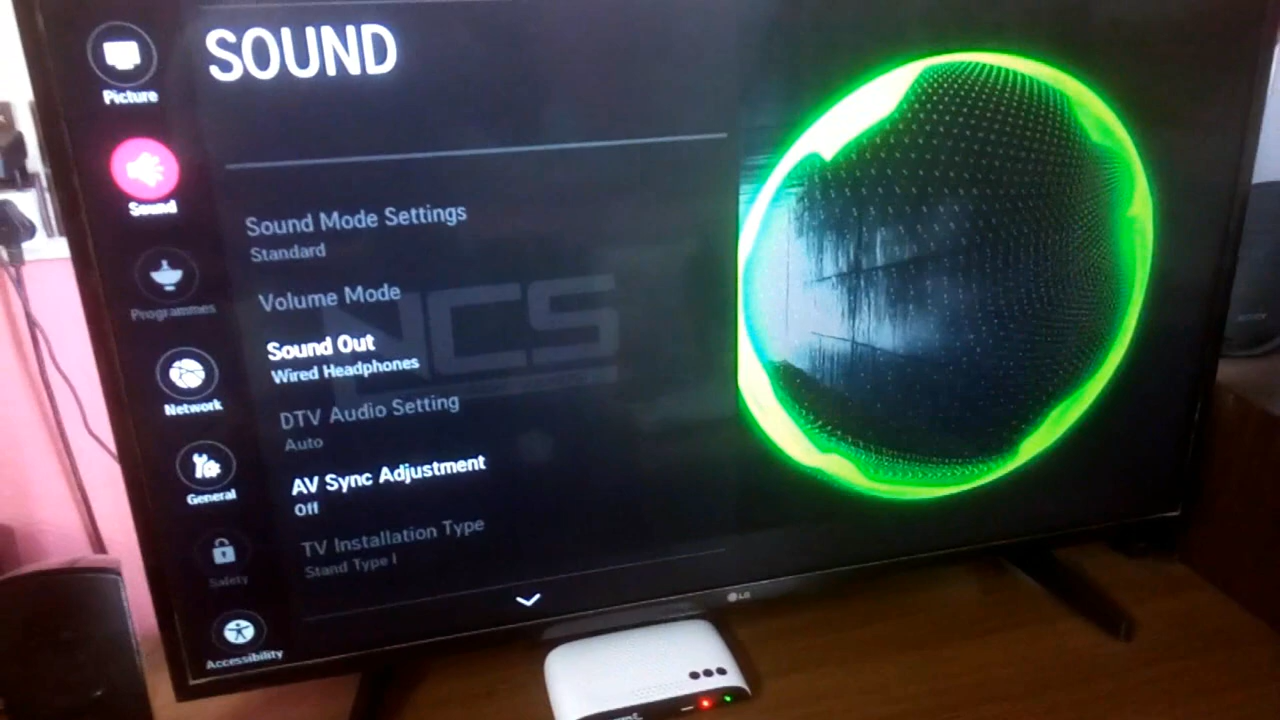 SOUND
Picture
Sound
Programmes
Network
General
Safety
Accessibility
Sound Mode Settings
Standard
Volume Mode
Sound Out
Wired Headphones
DTV Audio Setting
Auto
AV Sync Adjustment
Off
TV Installation Type
Stand Type I
NCS
LG